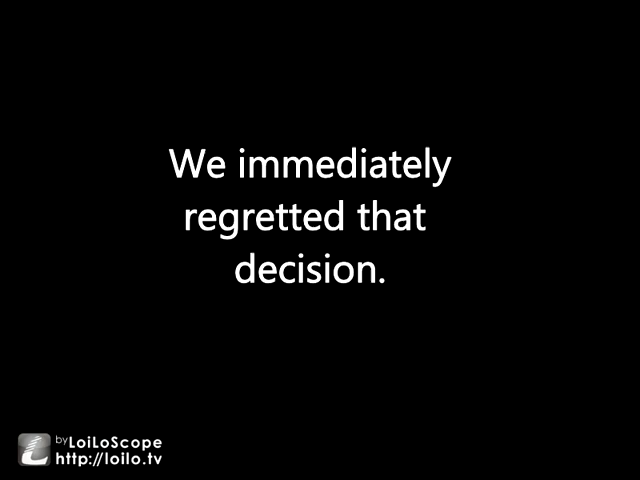 We immediately
regretted that
decision.
by LoiLoScope
http://loilo.tv